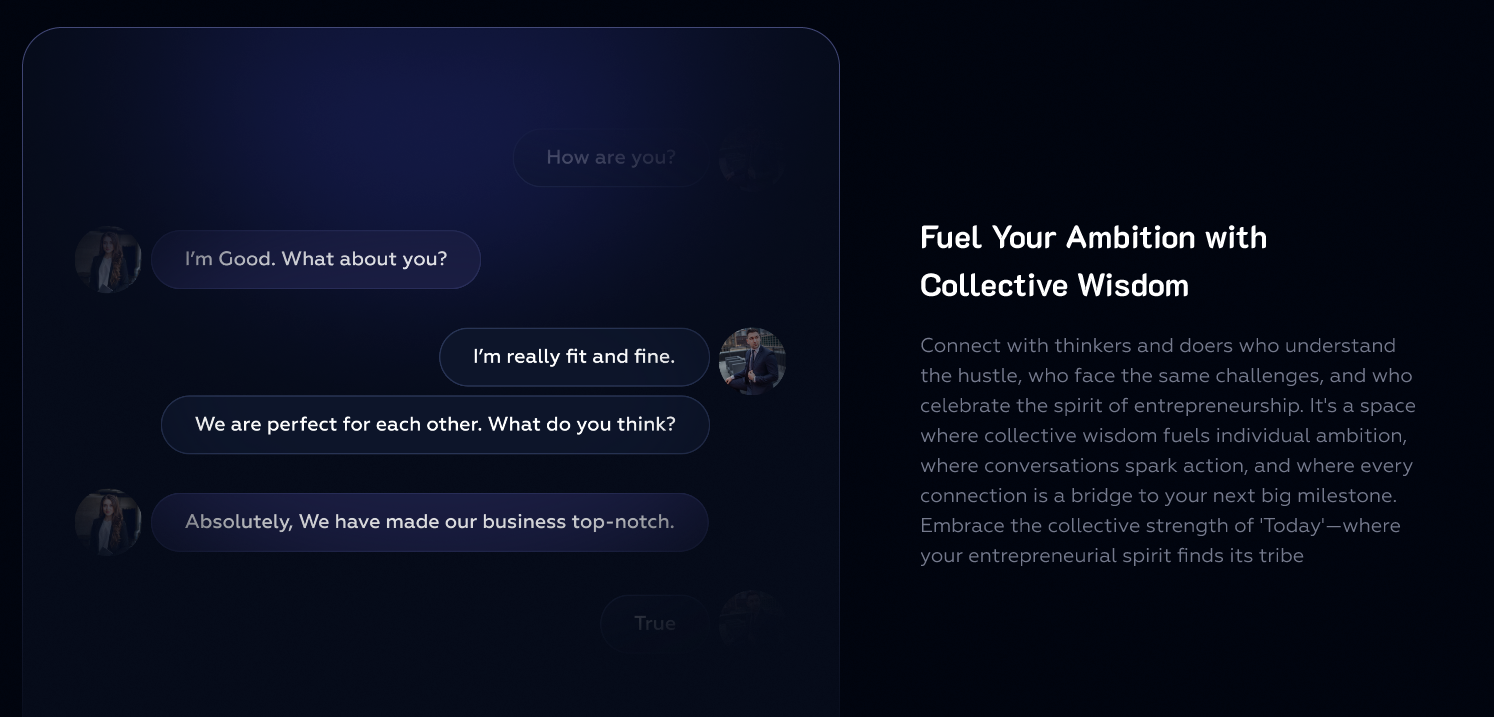 How are you?
I’m Good. What about you?
I’m really fit and fine.
We are perfect for each other. What do you think?
Absolutely, We have made our business top-notch.
True
Fuel Your Ambition with
Collective Wisdom
Connect with thinkers and doers who understand
the hustle, who face the same challenges, and who
celebrate the spirit of entrepreneurship. It's a space
where collective wisdom fuels individual ambition,
where conversations spark action, and where every
connection is a bridge to your next big milestone.
Embrace the collective strength of 'Today'—where
your entrepreneurial spirit finds its tribe